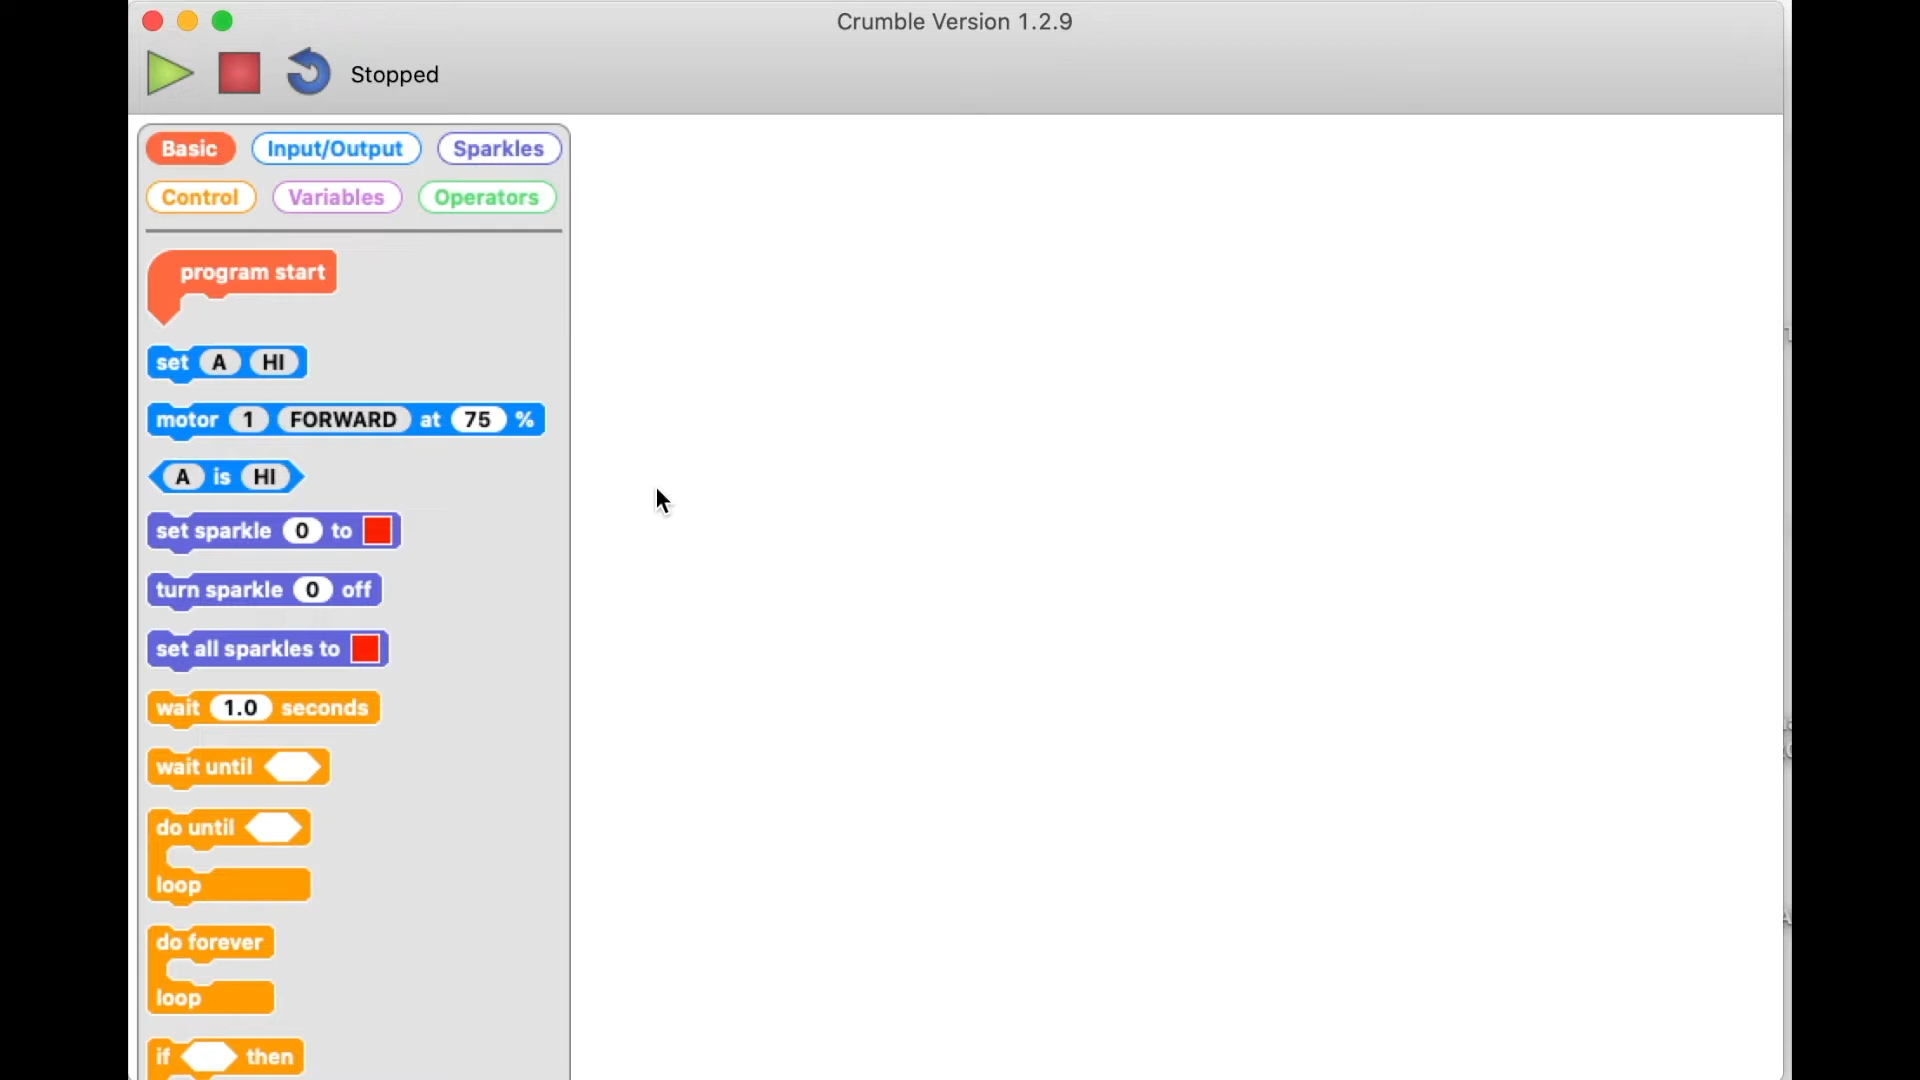 Crumble Version 1.2.9
Stopped
Basic Input/Output Sparkles
Control Variables Operators
program start
set A HI
motor 1 FORWARD at 75 %
A is HI
set sparkle 0 to
turn sparkle 0 off
set all sparkles to
wait 1.0 seconds
wait until
do until
loop
do forever
loop
if then